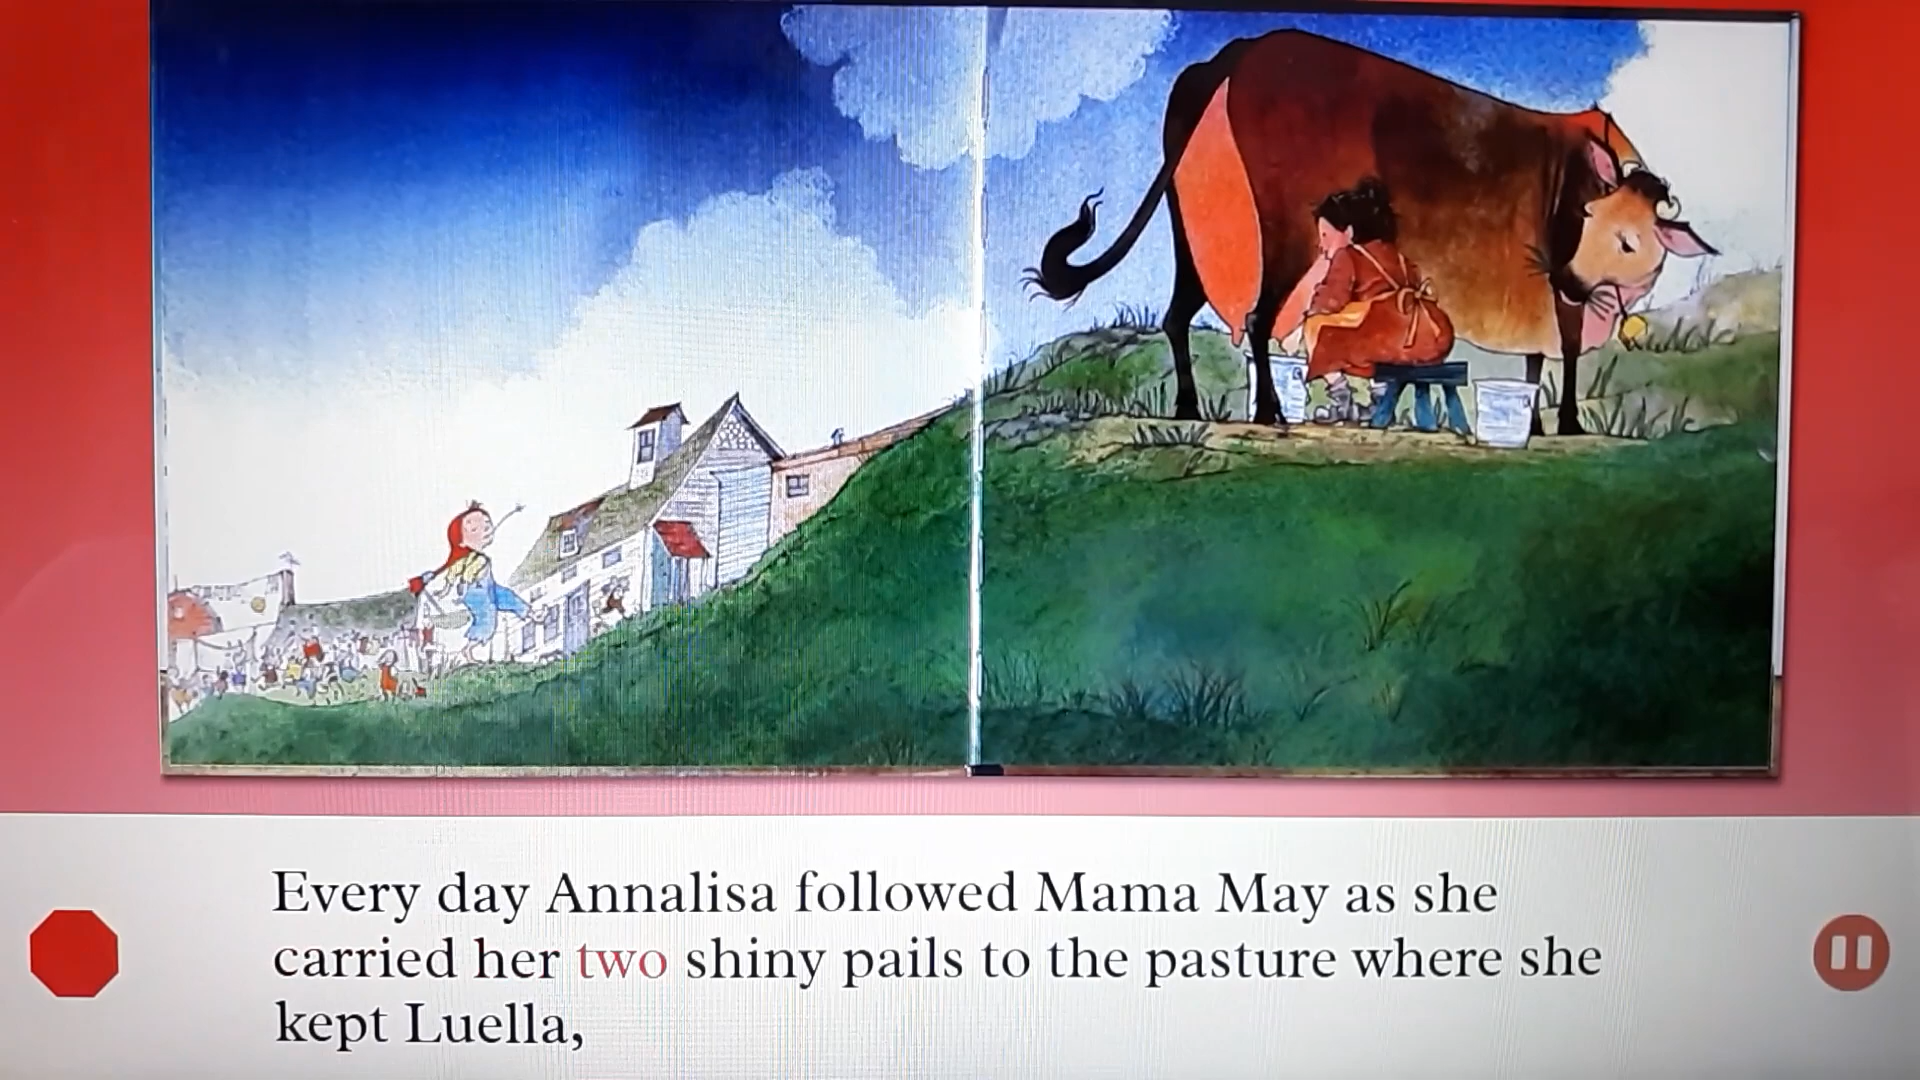 Every day Annalisa followed Mama May as she
carried her two shiny pails to the pasture where she
kept Luella,